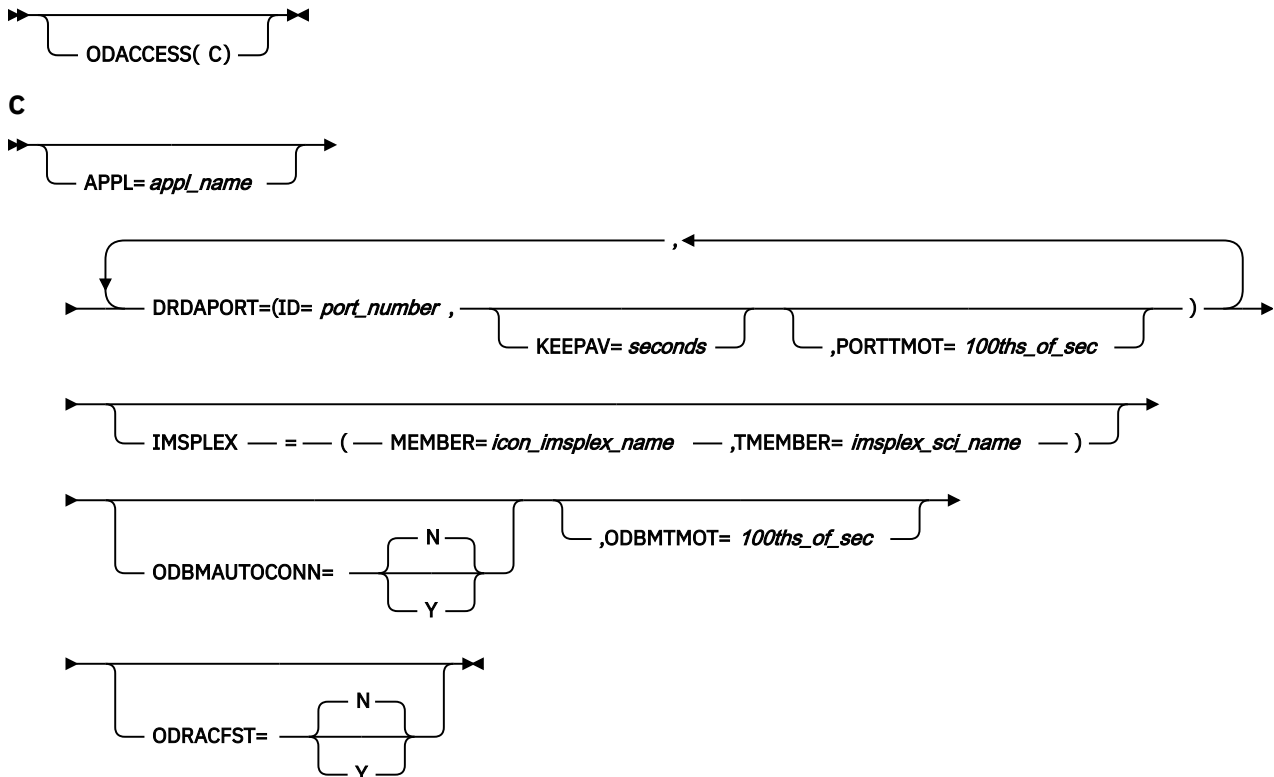 ODACCESS( C)
C
APPL= appl_name
,
DRDAPORT=(ID= port_number , )
KEEPAV= seconds ,PORTTMOT= 100ths_of_sec
IMSPLEX = ( MEMBER= icon_imsplex_name ,TMEMBER= imsplex_sci_name )
N ,ODBMTMOT= 100ths_of_sec
ODBMAUTOCONN=
Y
N
ODRACFST=
Y